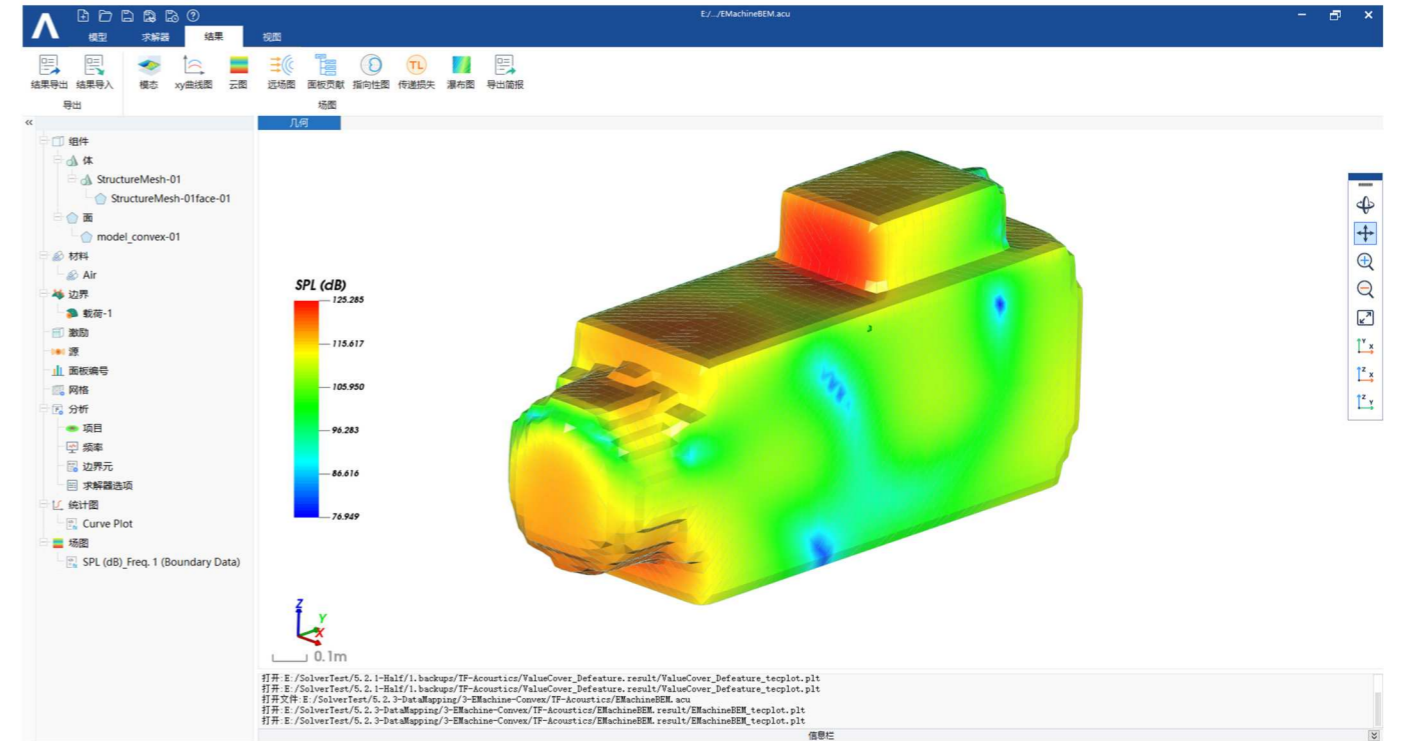 E:/.../EMachineBEM.acu
模型 求解器 结果 视图
结果导出 结果导入 模态 xy曲线图 云图 远场图 面板贡献 指向性图 传递损失 瀑布图 导出简报
TL
导出 场图
几何
组件
体
StructureMesh-01
StructureMesh-01face-01
面
model_convex-01
材料
Air
边界
载荷-1
激励
源
面板编号
网格
分析
项目
频率
边界元
求解器选项
统计图
Curve Plot
场图
SPL (dB)_Freq. 1 (Boundary Data)
SPL (dB)
125.285
115.617
105.950
96.283
86.616
76.949
Z
Y
X
0.1m
Y X
Z X
Z Y
打开:E:/SolverTest/5.2.1-Half/1.backups/TF-Acoustics/ValueCover_Defeature.result/ValueCover_Defeature_tecplot.plt
打开:E:/SolverTest/5.2.1-Half/1.backups/TF-Acoustics/ValueCover_Defeature.result/ValueCover_Defeature_tecplot.plt
打开文件:E:/SolverTest/5.2.3-DataMapping/3-EMachine-Convex/TF-Acoustics/EMachineBEM.acu
打开:E:/SolverTest/5.2.3-DataMapping/3-EMachine-Convex/TF-Acoustics/EMachineBEM.result/EMachineBEM_tecplot.plt
打开:E:/SolverTest/5.2.3-DataMapping/3-EMachine-Convex/TF-Acoustics/EMachineBEM.result/EMachineBEM_tecplot.plt
信息栏